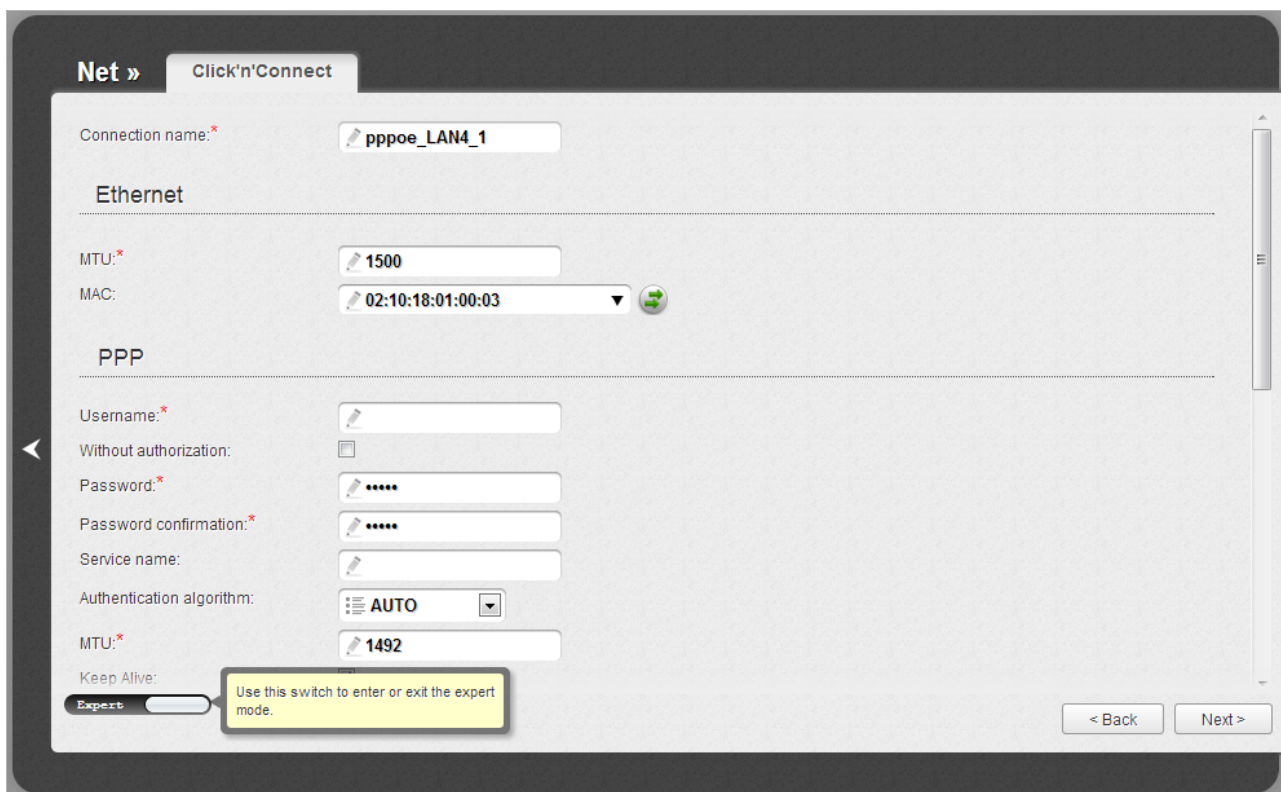 Net » Click'n'Connect
Connection name:* pppoe_LAN4_1
Ethernet
MTU:* 1500
MAC: 02:10:18:01:00:03
PPP
Username:*
Without authorization:
Password:* •••••
Password confirmation:* •••••
Service name:
Authentication algorithm: AUTO
MTU:* 1492
Keep Alive:
Expert
Use this switch to enter or exit the expert
mode.
< Back Next >